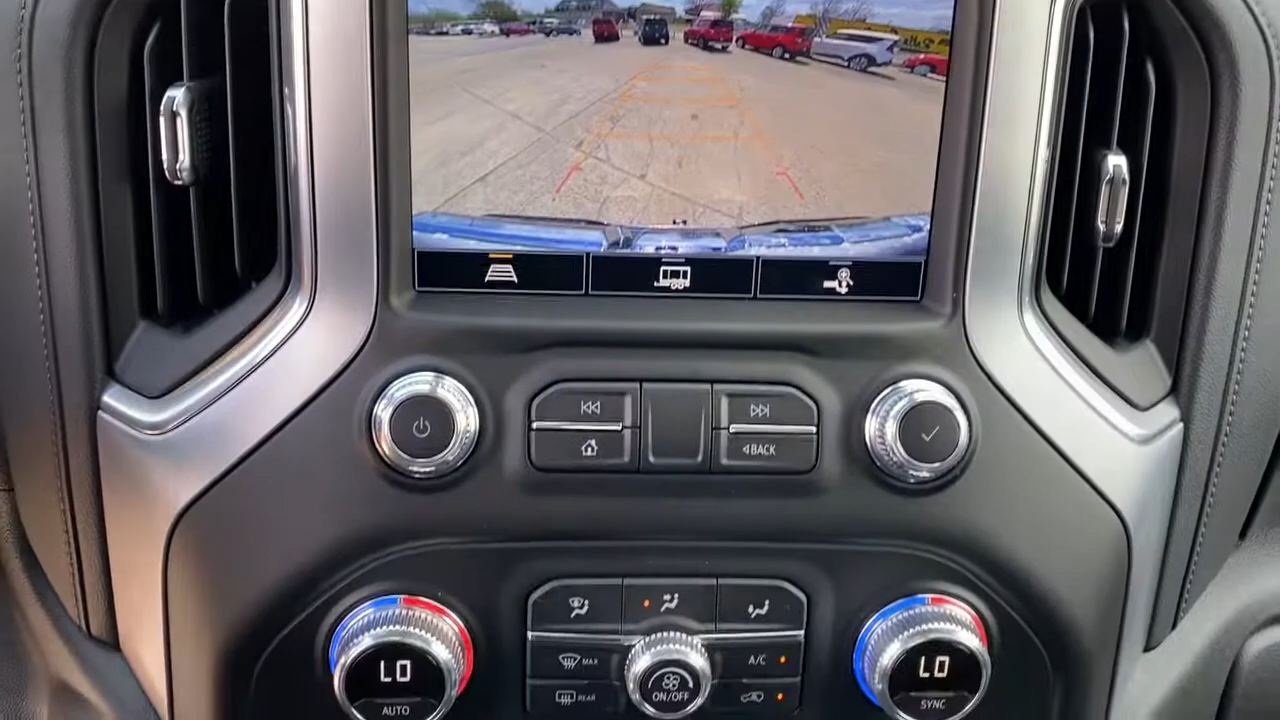 BACK
MAX
A/C
REAR
ON/OFF
LO
AUTO
LO
SYNC